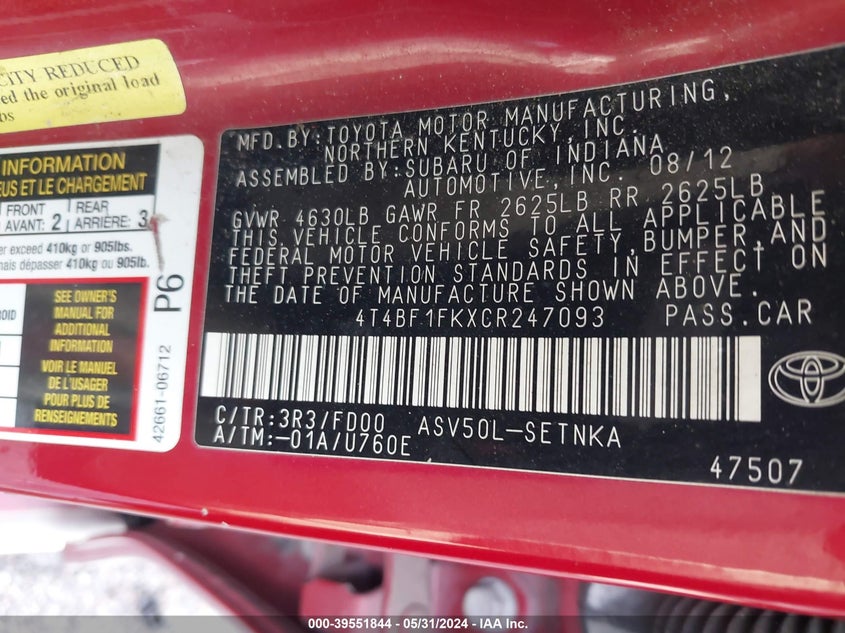 CITY REDUCED
ed the original load
bs
INFORMATION
EUS ET LE CHARGEMENT
FRONT
AVANT: 2
REAR
ARRIÈRE: 3
er exceed 410kg or 905lbs.
mais dépasser 410kg ou 905lb.
SEE OWNER'S
MANUAL FOR
ADDITIONAL
INFORMATION
VOIR LE MANUEL
DE L'USAGER
POUR PLUS DE
RENSEIGNEMENTS
P6
42661-06712
MFD.BY:TOYOTA MOTOR MANUFACTURING,
NORTHERN KENTUCKY,INC.
ASSEMBLED BY:SUBARU OF INDIANA
AUTOMOTIVE,INC. 08/12
GVWR 4630LB GAWR FR 2625LB RR 2625LB
THIS VEHICLE CONFORMS TO ALL APPLICABLE
FEDERAL MOTOR VEHICLE SAFETY,BUMPER,AND
THEFT PREVENTION STANDARDS IN EFFECT ON
THE DATE OF MANUFACTURE SHOWN ABOVE.
4T4BF1FKXCR247093 PASS.CAR
C/TR:3R3/FD00 ASV50L-SETNKA
A/TM:-01A/U760E
47507
000-39551844 - 05/31/2024 - IAA Inc.